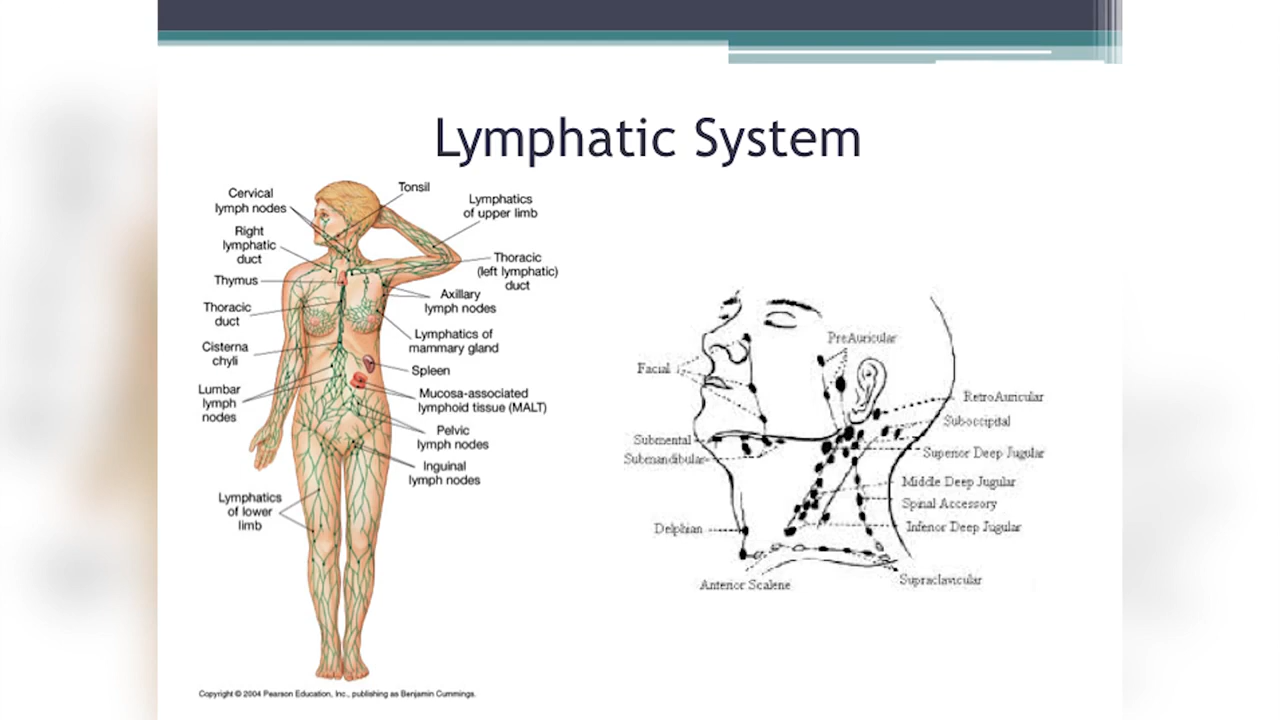 Lymphatic System
Cervical
lymph nodes
Right
lymphatic
duct
Thymus
Thoracic
duct
Cisterna
chyli
Lumbar
lymph
nodes
Lymphatics
of lower
limb
Tonsil
Lymphatics
of upper limb
Thoracic
(left lymphatic)
duct
Axillary
lymph nodes
Lymphatics of
mammary gland
Spleen
Mucosa-associated
lymphoid tissue (MALT)
Pelvic
lymph nodes
Inguinal
lymph nodes
Copyright © 2004 Pearson Education, Inc., publishing as Benjamin Cummings.
Facial
Submental
Submandibular
Delphian
Anterior Scalene
PreAuricular
RetroAuricular
Suboccipital
Superior Deep Jugular
Middle Deep Jugular
Spinal Accessory
Inferior Deep Jugular
Supraclavicular